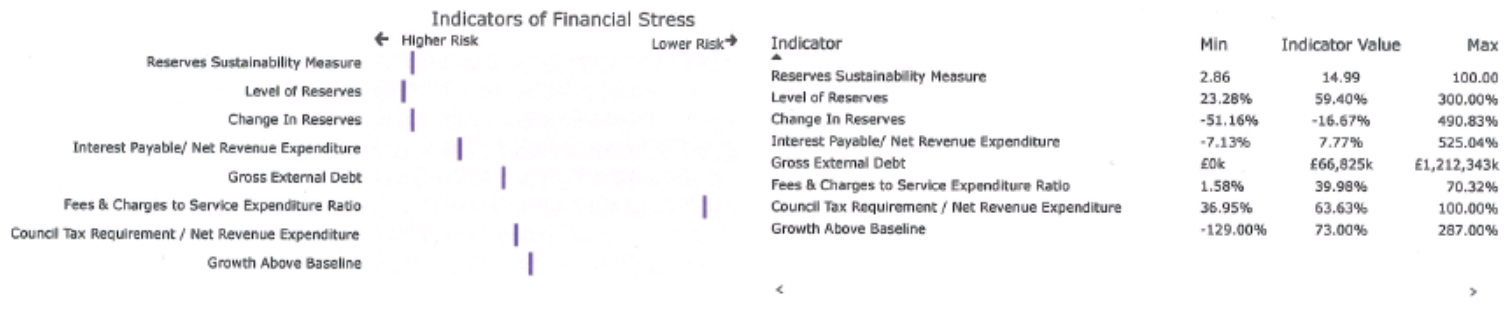 Indicators of Financial Stress
← Higher Risk Lower Risk→
Reserves Sustainability Measure
Level of Reserves
Change In Reserves
Interest Payable/ Net Revenue Expenditure
Gross External Debt
Fees & Charges to Service Expenditure Ratio
Council Tax Requirement / Net Revenue Expenditure
Growth Above Baseline
Indicator Min Indicator Value Max
Reserves Sustainability Measure 2.86 14.99 100.00
Level of Reserves 23.28% 59.40% 300.00%
Change In Reserves -51.16% -16.67% 490.83%
Interest Payable/ Net Revenue Expenditure -7.13% 7.77% 525.04%
Gross External Debt £0k £66,825k £1,212,343k
Fees & Charges to Service Expenditure Ratio 1.58% 39.98% 70.32%
Council Tax Requirement / Net Revenue Expenditure 36.95% 63.63% 100.00%
Growth Above Baseline -129.00% 73.00% 287.00%
< >